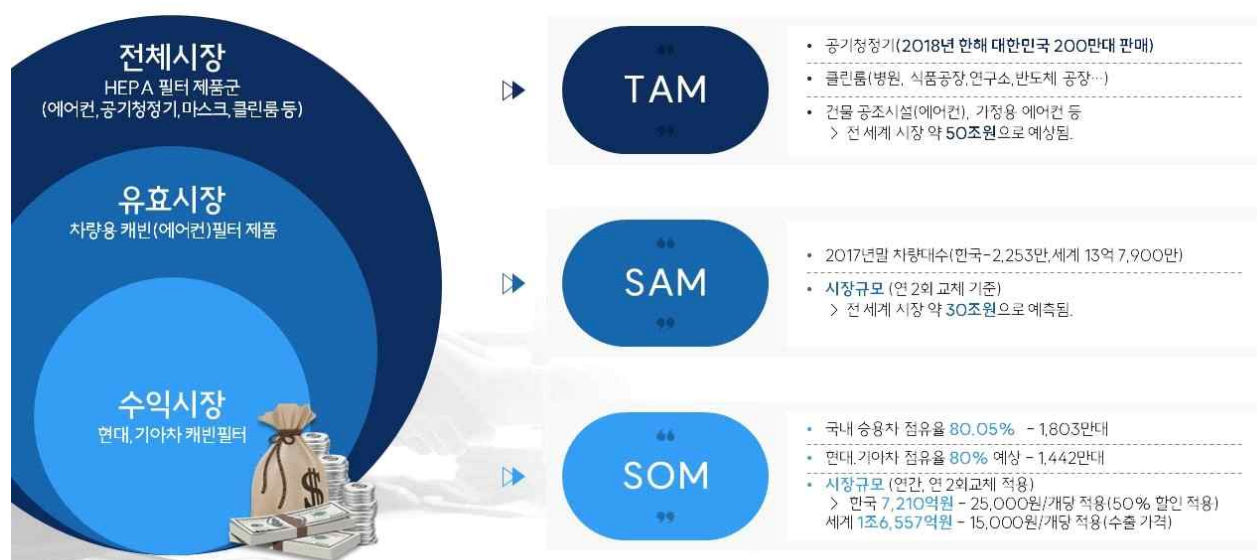 전체시장
HEPA 필터 제품군
(에어컨,공기청정기,마스크,클린룸 등)
유효시장
차량용 캐빈(에어컨)필터 제품
수익시장
현대,기아차 캐빈필터
$
“
TAM
”
• 공기청정기(2018년 한해 대한민국 200만대 판매)
• 클린룸(병원, 식품공장,연구소,반도체 공장…)
• 건물 공조시설(에어컨), 가정용 에어컨 등
> 전 세계 시장 약 50조원으로 예상됨.
“
SAM
”
• 2017년말 차량대수(한국-2,253만,세계 13억 7,900만)
• 시장규모 (연 2회 교체 기준)
> 전 세계 시장 약 30조원으로 예측됨.
“
SOM
”
• 국내 승용차 점유율 80.05% - 1,803만대
• 현대.기아차 점유율 80% 예상 - 1,442만대
• 시장규모 (연간, 연 2회교체 적용)
> 한국 7,210억원 - 25,000원/개당 적용(50% 할인 적용)
세계 1조6,557억원 - 15,000원/개당 적용(수출 가격)